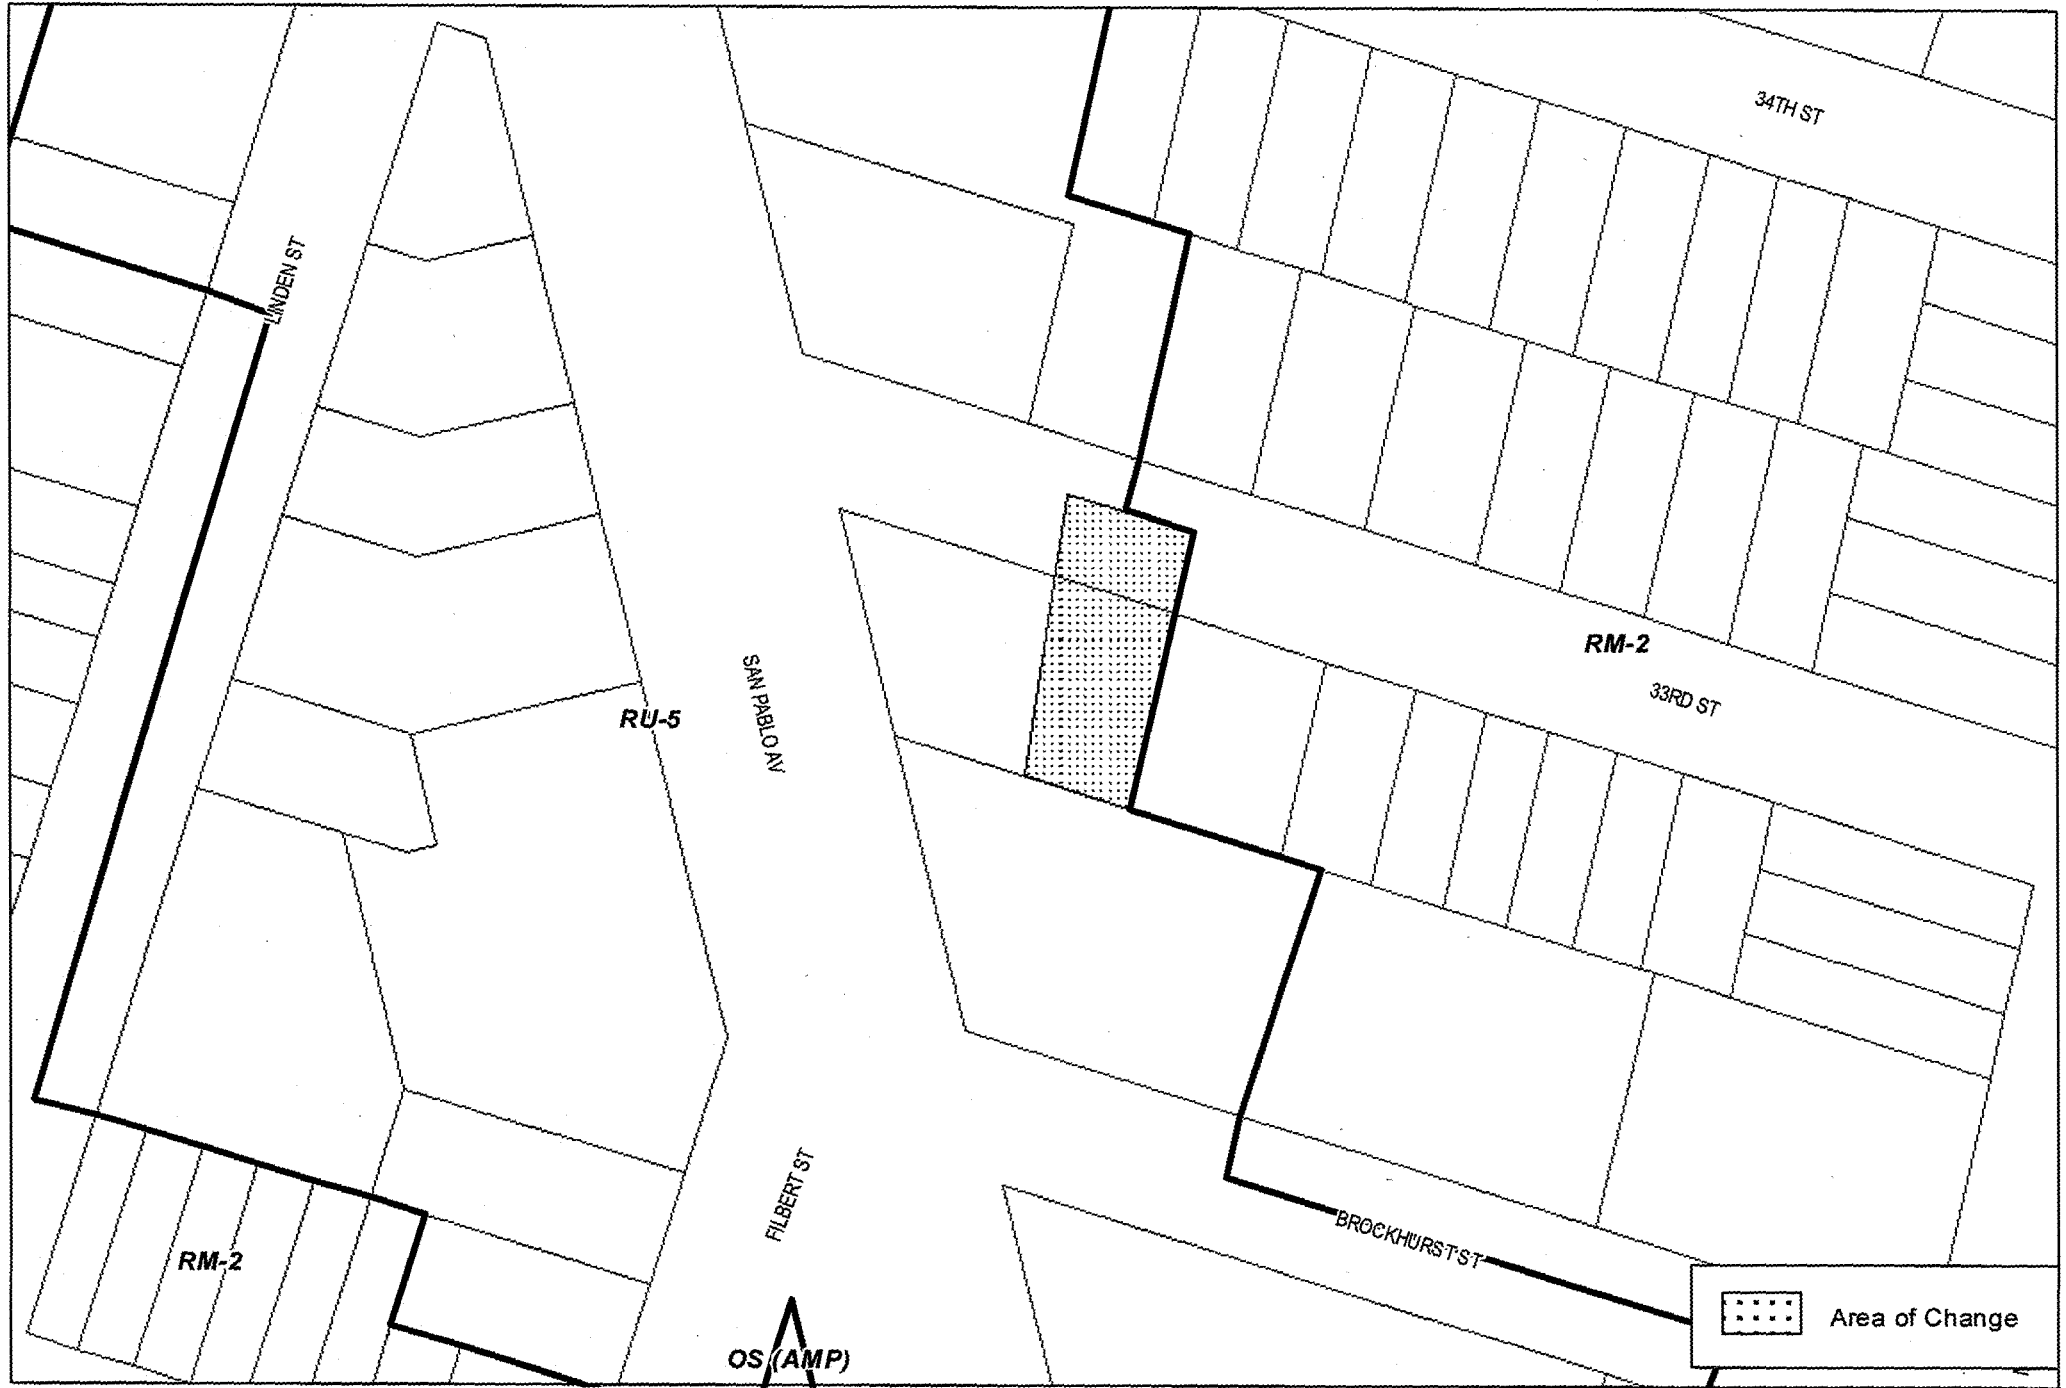 34TH ST
LINDEN ST
RM-2
33RD ST
SAN PABLO AV
RU-5
FILBERT ST
BROCKHURST ST
RM-2
OS (AMP)
Area of Change